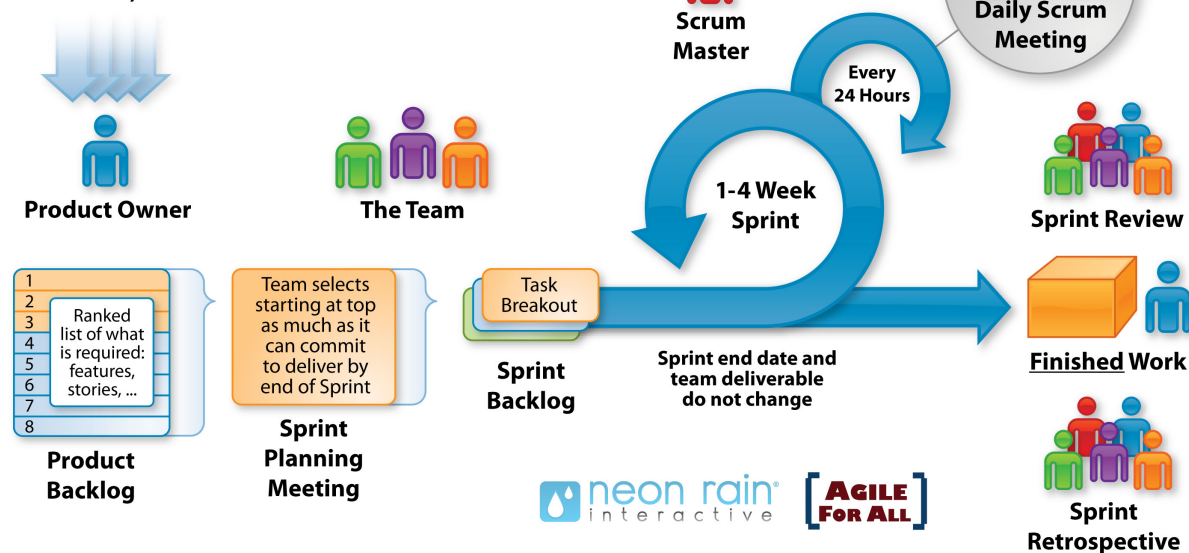 Scrum
Master
Daily Scrum
Meeting
Every
24 Hours
Product Owner
The Team
1-4 Week
Sprint
Sprint Review
1
2
3
4
5
6
7
8
Ranked
list of what
is required:
features,
stories, ...
Product
Backlog
Team selects
starting at top
as much as it
can commit
to deliver by
end of Sprint
Sprint
Planning
Meeting
Task
Breakout
Sprint
Backlog
Sprint end date and
team deliverable
do not change
Finished Work
neon rain®
interactive
AGILE
FOR ALL
Sprint
Retrospective